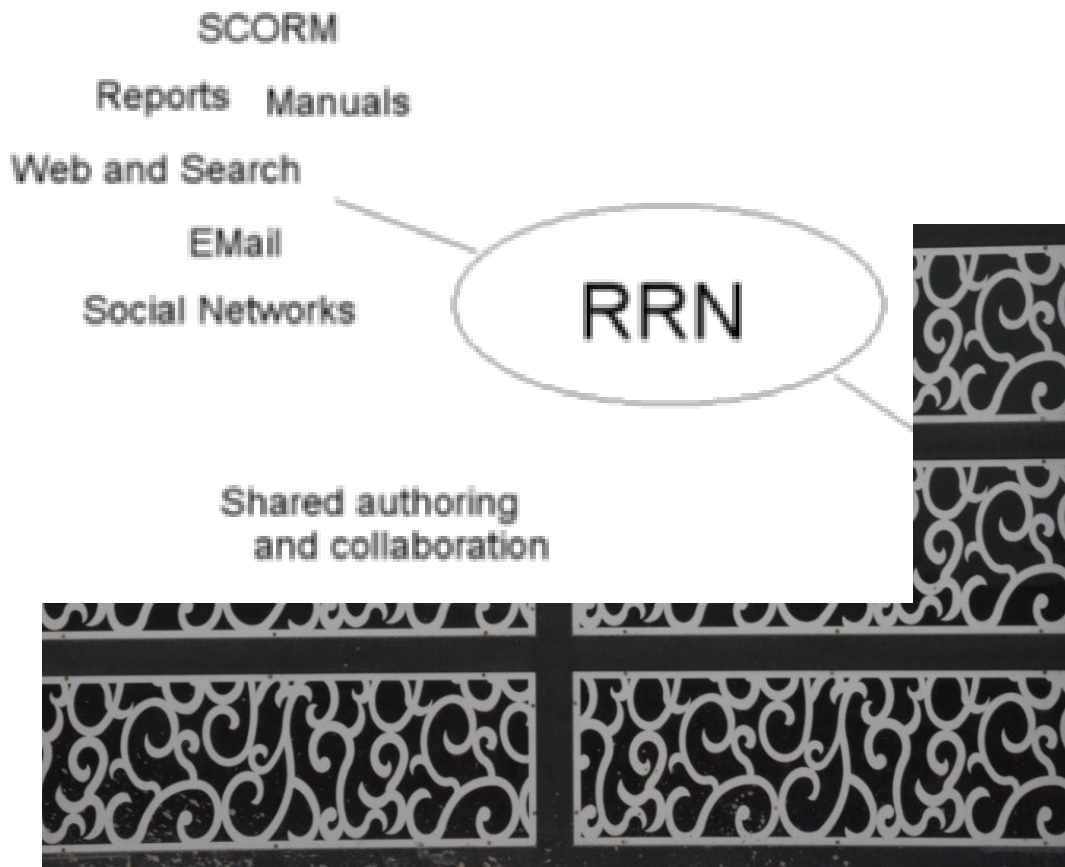 SCORM
Reports Manuals
Web and Search
EMail
Social Networks
RRN
Shared authoring
and collaboration